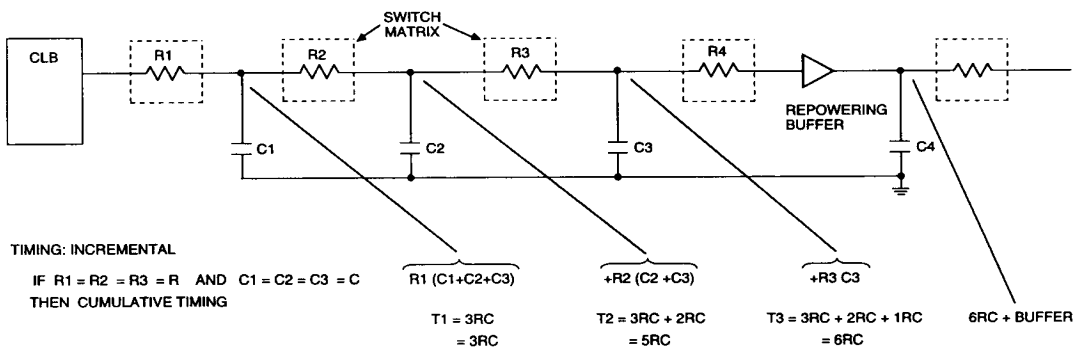 SWITCH
MATRIX
CLB
R1
R2
R3
R4
REPOWERING
BUFFER
C1
C2
C3
C4
TIMING: INCREMENTAL
R1 (C1+C2+C3)
+R2 (C2 +C3)
+R3 C3
IF R1 = R2 = R3 = R AND C1 = C2 = C3 = C
THEN CUMULATIVE TIMING
T1 = 3RC
= 3RC
T2 = 3RC + 2RC
= 5RC
T3 = 3RC + 2RC + 1RC
= 6RC
6RC + BUFFER